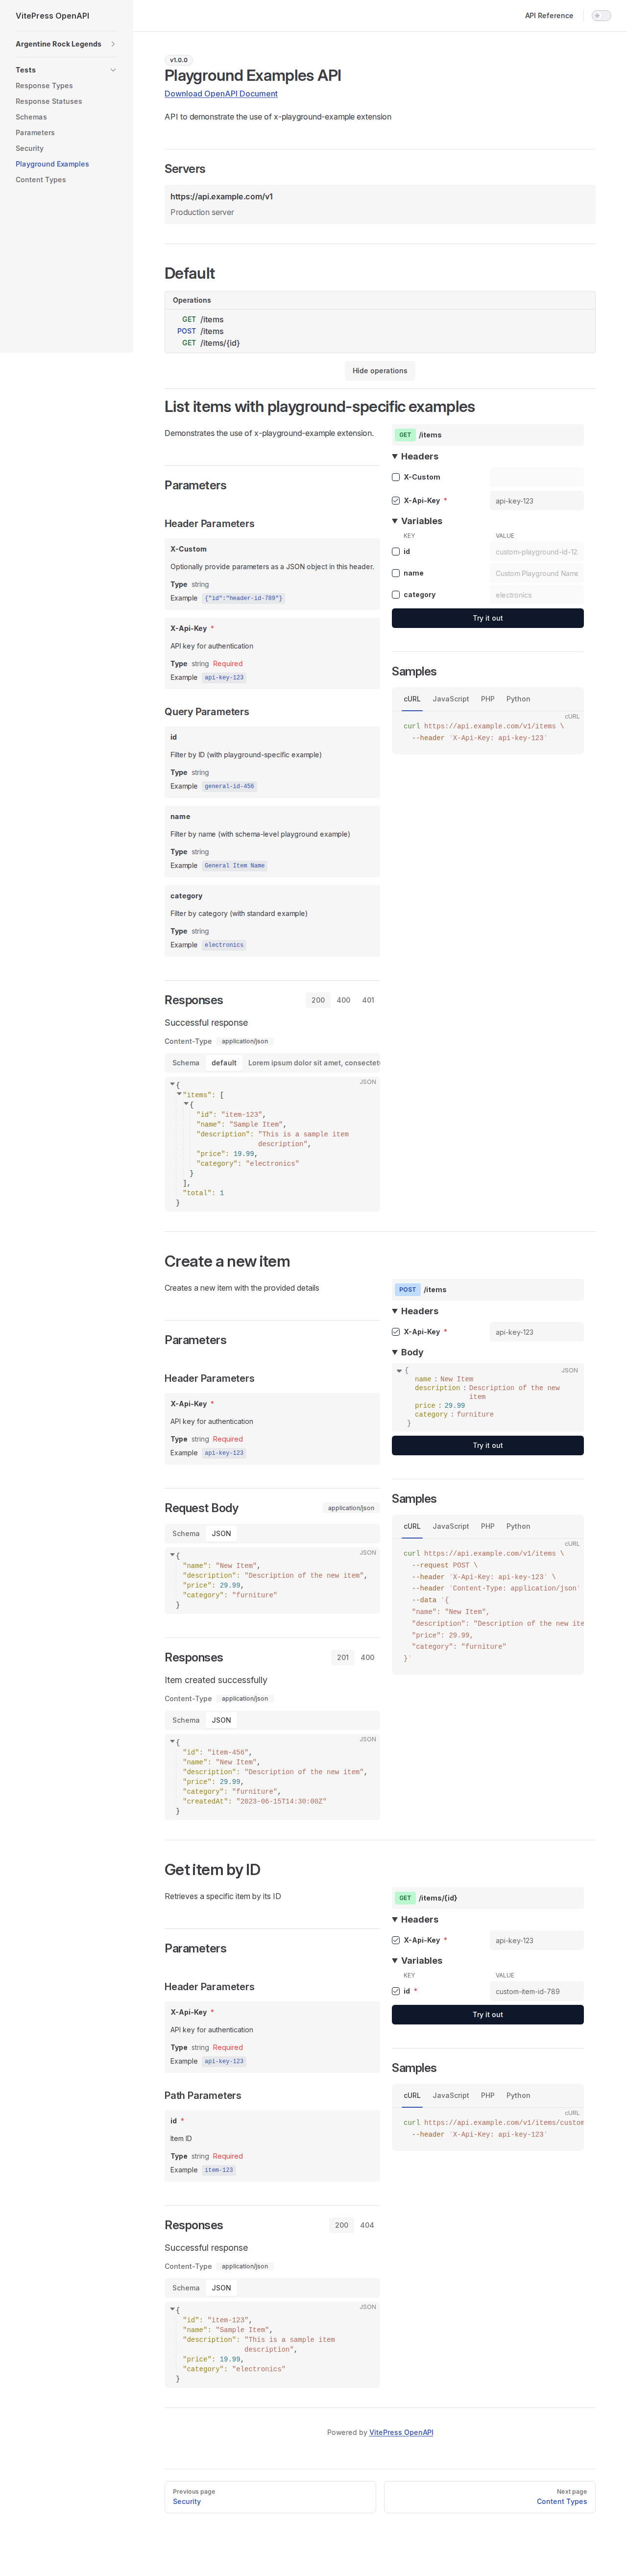 VitePress OpenAPI
API Reference
Argentine Rock Legends
Tests
Response Types
Response Statuses
Schemas
Parameters
Security
Playground Examples
Content Types
v1.0.0
Playground Examples API
Download OpenAPI Document
API to demonstrate the use of x-playground-example extension
Servers
https://api.example.com/v1
Production server
Default
Operations
GET /items
POST /items
GET /items/{id}
Hide operations
List items with playground-specific examples
Demonstrates the use of x-playground-example extension.
Parameters
Header Parameters
X-Custom
Optionally provide parameters as a JSON object in this header.
Type string
Example {"id":"header-id-789"}
X-Api-Key *
API key for authentication
Type string Required
Example api-key-123
Query Parameters
id
Filter by ID (with playground-specific example)
Type string
Example general-id-456
name
Filter by name (with schema-level playground example)
Type string
Example General Item Name
category
Filter by category (with standard example)
Type string
Example electronics
Responses 200 400 401
Successful response
Content-Type application/json
Schema default Lorem ipsum dolor sit amet, consectet
JSON
{
"items": [
{
"id": "item-123",
"name": "Sample Item",
"description": "This is a sample item
description",
"price": 19.99,
"category": "electronics"
}
],
"total": 1
}
GET /items
Headers
X-Custom
X-Api-Key * api-key-123
Variables
KEY VALUE
id custom-playground-id-12
name Custom Playground Name
category electronics
Try it out
Samples
cURL JavaScript PHP Python
cURL
curl https://api.example.com/v1/items \
--header 'X-Api-Key: api-key-123'
Create a new item
Creates a new item with the provided details
Parameters
Header Parameters
X-Api-Key *
API key for authentication
Type string Required
Example api-key-123
Request Body application/json
Schema JSON
JSON
{
"name": "New Item",
"description": "Description of the new item",
"price": 29.99,
"category": "furniture"
}
Responses 201 400
Item created successfully
Content-Type application/json
Schema JSON
JSON
{
"id": "item-456",
"name": "New Item",
"description": "Description of the new item",
"price": 29.99,
"category": "furniture",
"createdAt": "2023-06-15T14:30:00Z"
}
POST /items
Headers
X-Api-Key * api-key-123
Body
JSON
{
name : New Item
description : Description of the new
item
price : 29.99
category : furniture
}
Try it out
Samples
cURL JavaScript PHP Python
cURL
curl https://api.example.com/v1/items \
--request POST \
--header 'X-Api-Key: api-key-123' \
--header 'Content-Type: application/json'
--data '{
"name": "New Item",
"description": "Description of the new ite
"price": 29.99,
"category": "furniture"
}'
Get item by ID
Retrieves a specific item by its ID
Parameters
Header Parameters
X-Api-Key *
API key for authentication
Type string Required
Example api-key-123
Path Parameters
id *
Item ID
Type string Required
Example item-123
Responses 200 404
Successful response
Content-Type application/json
Schema JSON
JSON
{
"id": "item-123",
"name": "Sample Item",
"description": "This is a sample item
description",
"price": 19.99,
"category": "electronics"
}
GET /items/{id}
Headers
X-Api-Key * api-key-123
Variables
KEY VALUE
id * custom-item-id-789
Try it out
Samples
cURL JavaScript PHP Python
cURL
curl https://api.example.com/v1/items/custom
--header 'X-Api-Key: api-key-123'
Powered by VitePress OpenAPI
Previous page
Security
Next page
Content Types